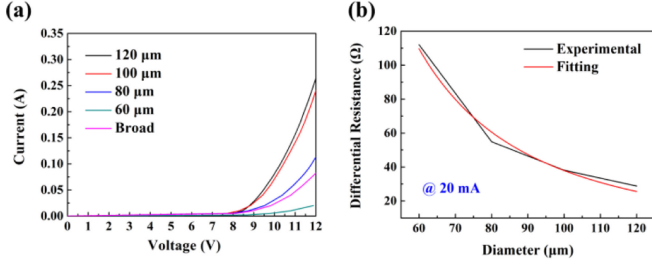 (a)
0.35
0.30
0.25
0.20
0.15
0.10
0.05
0.00
Current (A)
120 µm
100 µm
80 µm
60 µm
Broad
0 1 2 3 4 5 6 7 8 9 10 11 12
Voltage (V)
(b)
120
100
80
60
40
20
Differential Resistance (Ω)
Experimental
Fitting
@ 20 mA
60 70 80 90 100 110 120
Diameter (µm)